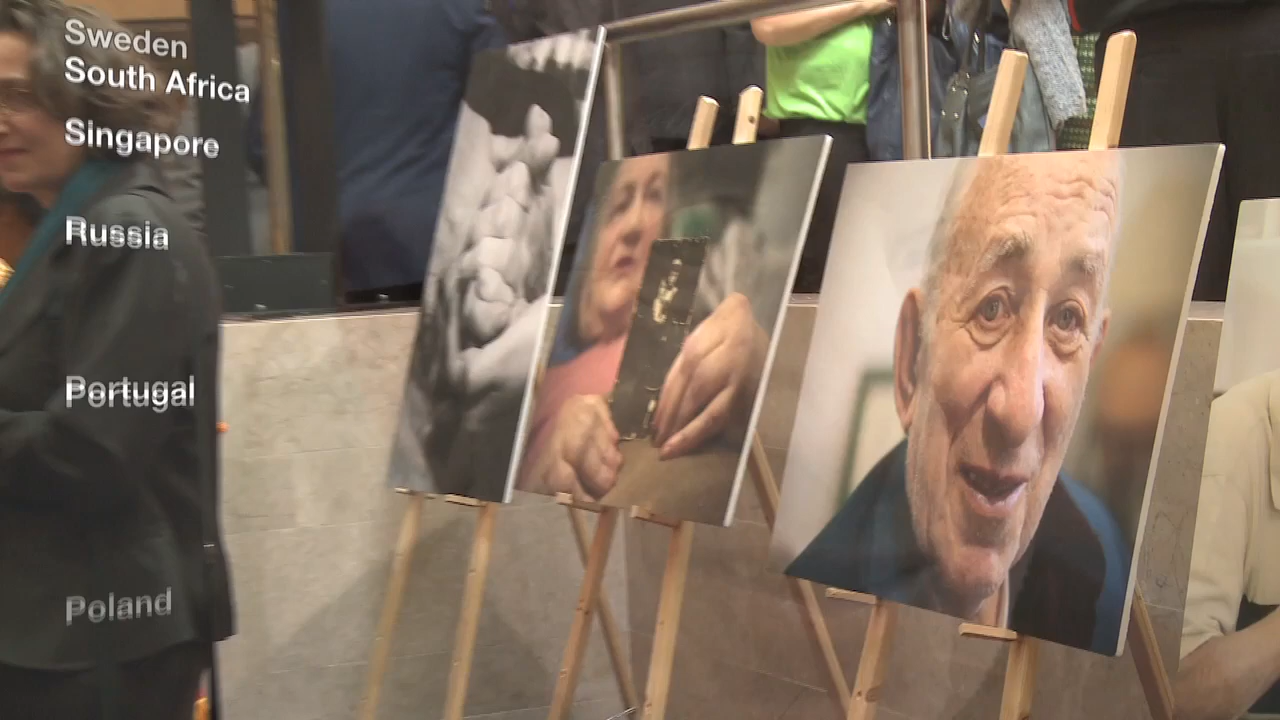 Sweden
South Africa
Singapore
Russia
Portugal
Poland